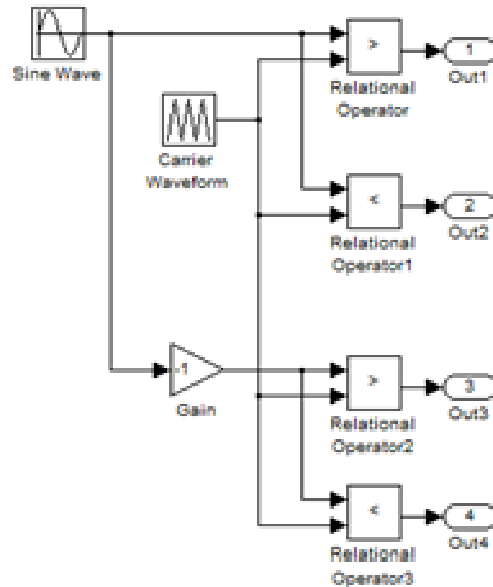 Sine Wave
>
Relational
Operator
1
Out1
Carrier
Waveform
<
Relational
Operator1
2
Out2
-1
Gain
>
Relational
Operator2
3
Out3
<
Relational
Operator3
4
Out4